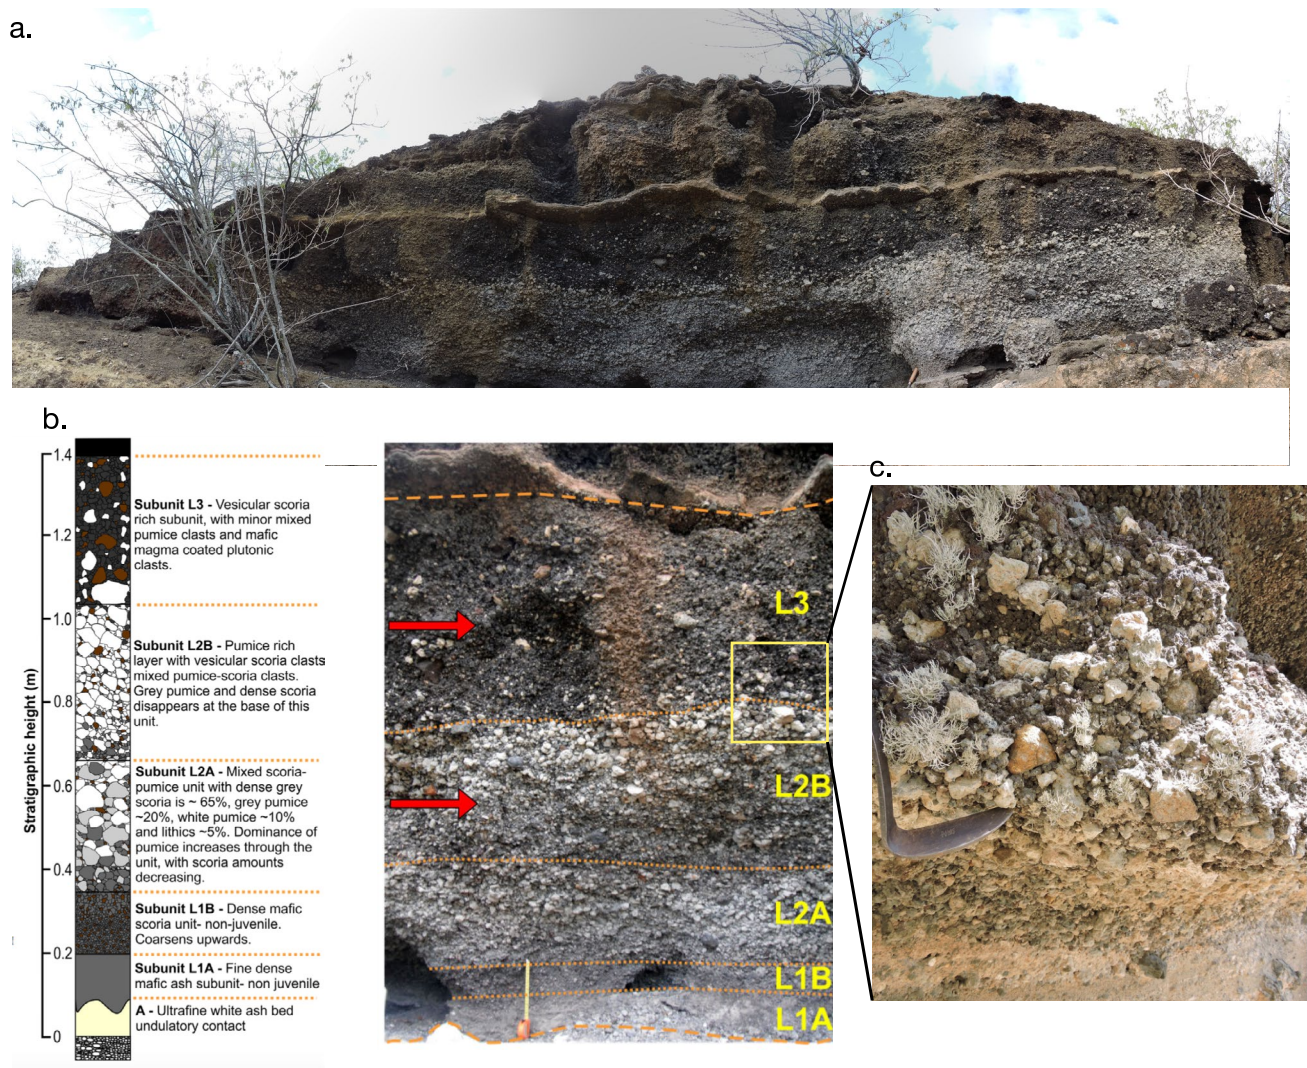 a.
b.
1.4
1.2
1.0
0.8
0.6
0.4
0.2
0
Stratigraphic height (m)
Subunit L3 - Vesicular scoria
rich subunit, with minor mixed
pumice clasts and mafic
magma coated plutonic
clasts.
Subunit L2B - Pumice rich
layer with vesicular scoria clasts
mixed pumice-scoria clasts.
Grey pumice and dense scoria
disappears at the base of this
unit.
Subunit L2A - Mixed scoria-
pumice unit with dense grey
scoria is ~ 65%, grey pumice
~20%, white pumice ~10%
and lithics ~5%. Dominance of
pumice increases through the
unit, with scoria amounts
decreasing.
Subunit L1B - Dense mafic
scoria unit- non-juvenile.
Coarsens upwards.
Subunit L1A - Fine dense
mafic ash subunit- non juvenile
A - Ultrafine white ash bed
undulatory contact
L3
L2B
L2A
L1B
L1A
c.